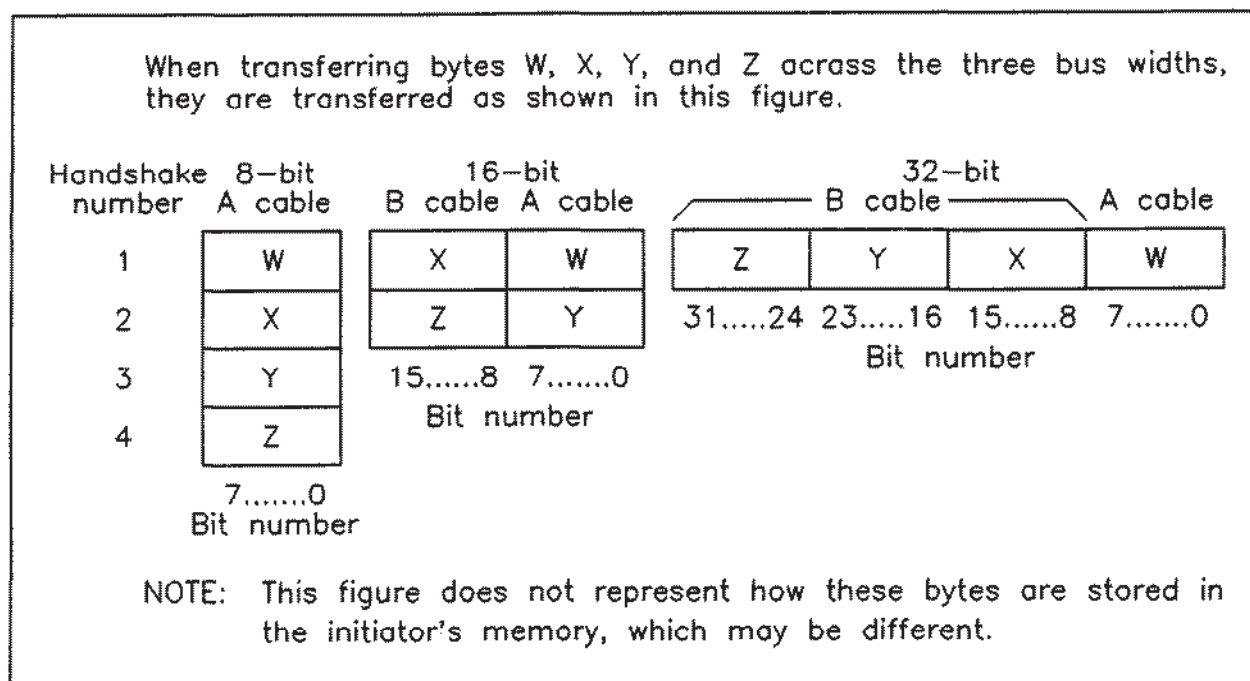 When transferring bytes W, X, Y, and Z acrass the three bus widths,
they are transferred as shown in this figure.
Handshake 8-bit 16-bit 32-bit
number A cable B cable A cable B cable A cable
1 W X W Z Y X W
2 X Z Y 31.....24 23.....16 15......8 7.......0
Bit number
3 Y 15......8 7.......0
Bit number
4 Z
7.......0
Bit number
NOTE: This figure does not represent how these bytes are stored in
the initiator's memory, which may be different.